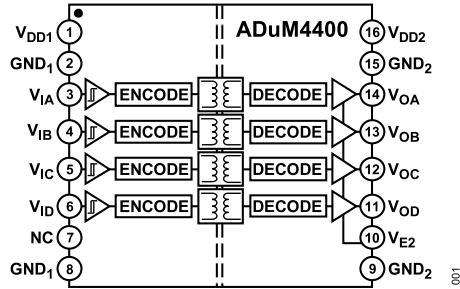 ADuM4400
VDD1 1 16 VDD2
GND1 2 15 GND2
VIA 3 ENCODE DECODE 14 VOA
VIB 4 ENCODE DECODE 13 VOB
VIC 5 ENCODE DECODE 12 VOC
VID 6 ENCODE DECODE 11 VOD
NC 7 10 VE2
GND1 8 9 GND2
001